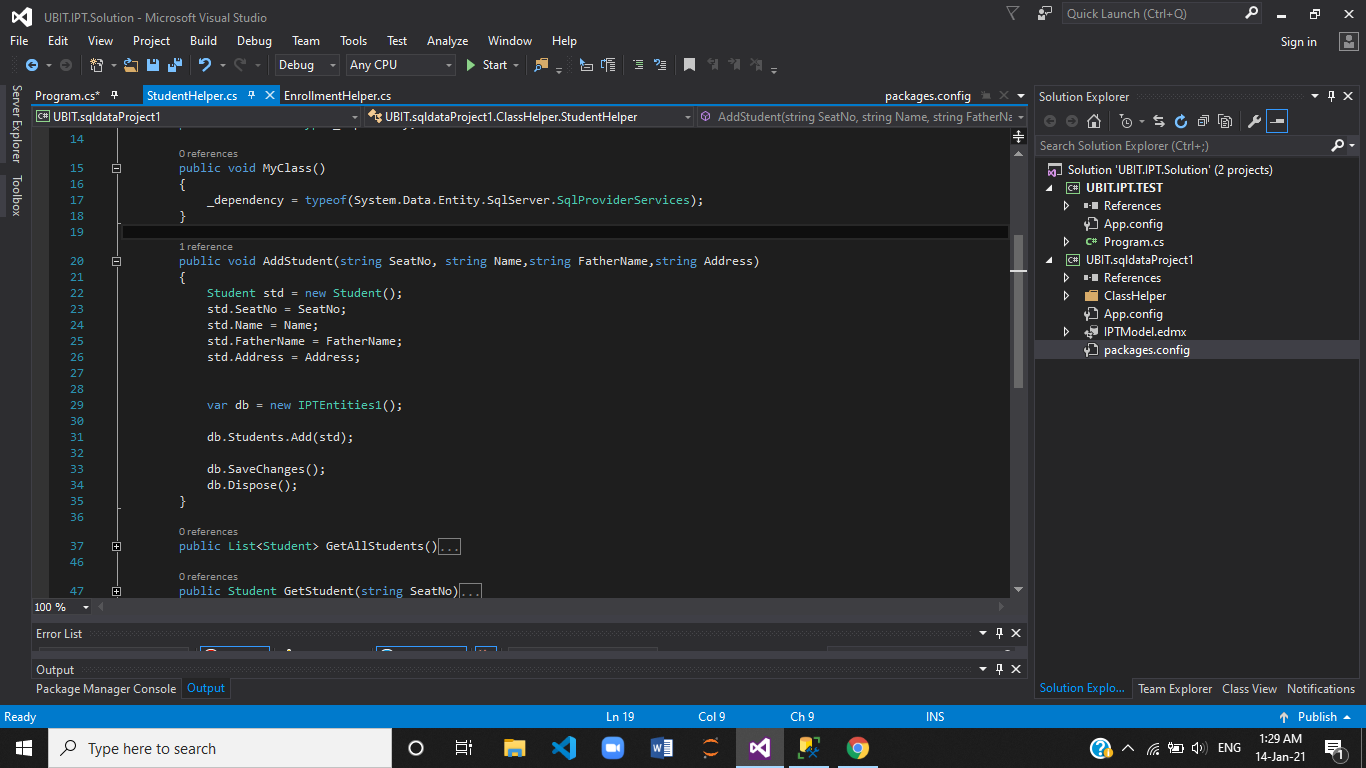 UBIT.IPT.Solution - Microsoft Visual Studio
Quick Launch (Ctrl+Q)
File Edit View Project Build Debug Team Tools Test Analyze Window Help
Sign in
Debug Any CPU Start
Server Explorer
Toolbox
Program.cs* StudentHelper.cs EnrollmentHelper.cs packages.config
UBIT.sqldataProject1 UBIT.sqldataProject1.ClassHelper.StudentHelper AddStudent(string SeatNo, string Name, string FatherNa
14
0 references
15 public void MyClass()
16 {
17 _dependency = typeof(System.Data.Entity.SqlServer.SqlProviderServices);
18 }
19
1 reference
20 public void AddStudent(string SeatNo, string Name,string FatherName,string Address)
21 {
22 Student std = new Student();
23 std.SeatNo = SeatNo;
24 std.Name = Name;
25 std.FatherName = FatherName;
26 std.Address = Address;
27
28
29 var db = new IPTEntities1();
30
31 db.Students.Add(std);
32
33 db.SaveChanges();
34 db.Dispose();
35 }
36
0 references
37 public List<Student> GetAllStudents()...
46
0 references
47 public Student GetStudent(string SeatNo)...
100 %
Error List
Output
Package Manager Console Output
Solution Explorer
Search Solution Explorer (Ctrl+;)
Solution 'UBIT.IPT.Solution' (2 projects)
C# UBIT.IPT.TEST
References
App.config
C# Program.cs
C# UBIT.sqldataProject1
References
ClassHelper
App.config
IPTModel.edmx
packages.config
Solution Explo... Team Explorer Class View Notifications
Ready Ln 19 Col 9 Ch 9 INS Publish
Type here to search
ENG
1:29 AM
14-Jan-21
1